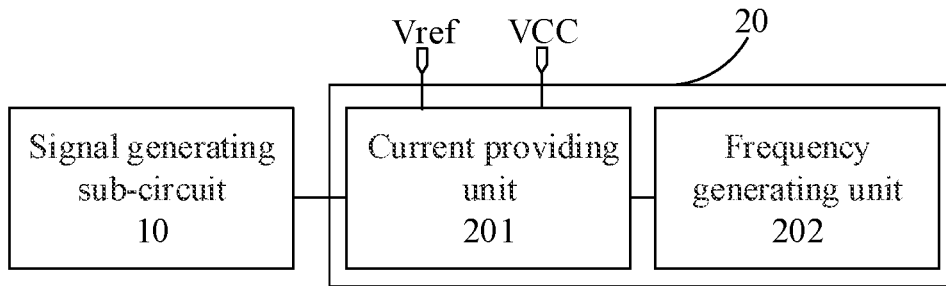 Vref
VCC
20
Signal generating
sub-circuit
10
Current providing
unit
201
Frequency
generating unit
202